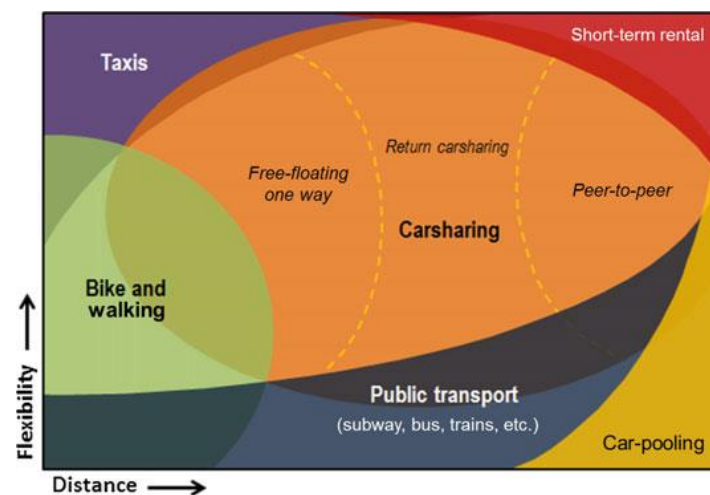 Short-term rental
Taxis
Return carsharing
Free-floating
one way
Peer-to-peer
Carsharing
Bike and
walking
Flexibility
Public transport
(subway, bus, trains, etc.)
Car-pooling
Distance